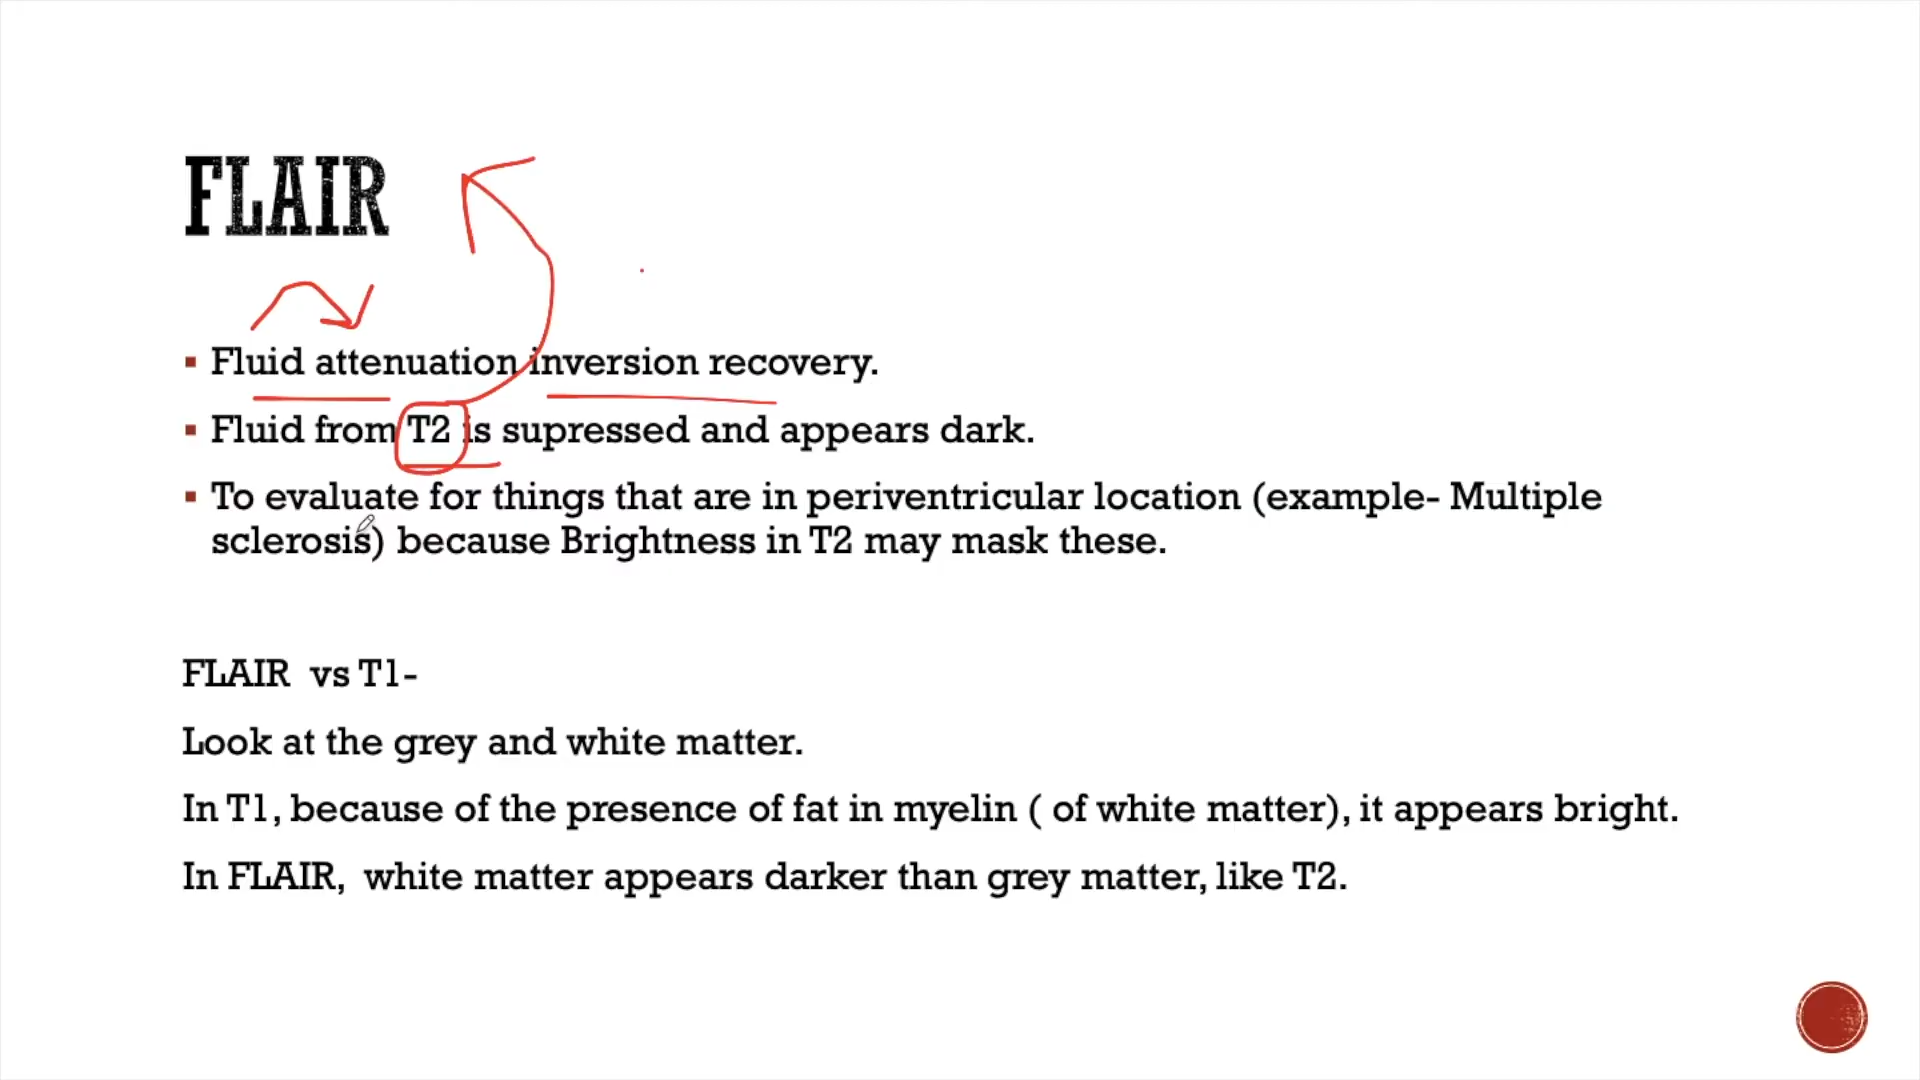 FLAIR
Fluid attenuation inversion recovery.
Fluid from T2 is supressed and appears dark.
To evaluate for things that are in periventricular location (example- Multiple
sclerosis) because Brightness in T2 may mask these.
FLAIR vs T1-
Look at the grey and white matter.
In T1, because of the presence of fat in myelin ( of white matter), it appears bright.
In FLAIR, white matter appears darker than grey matter, like T2.